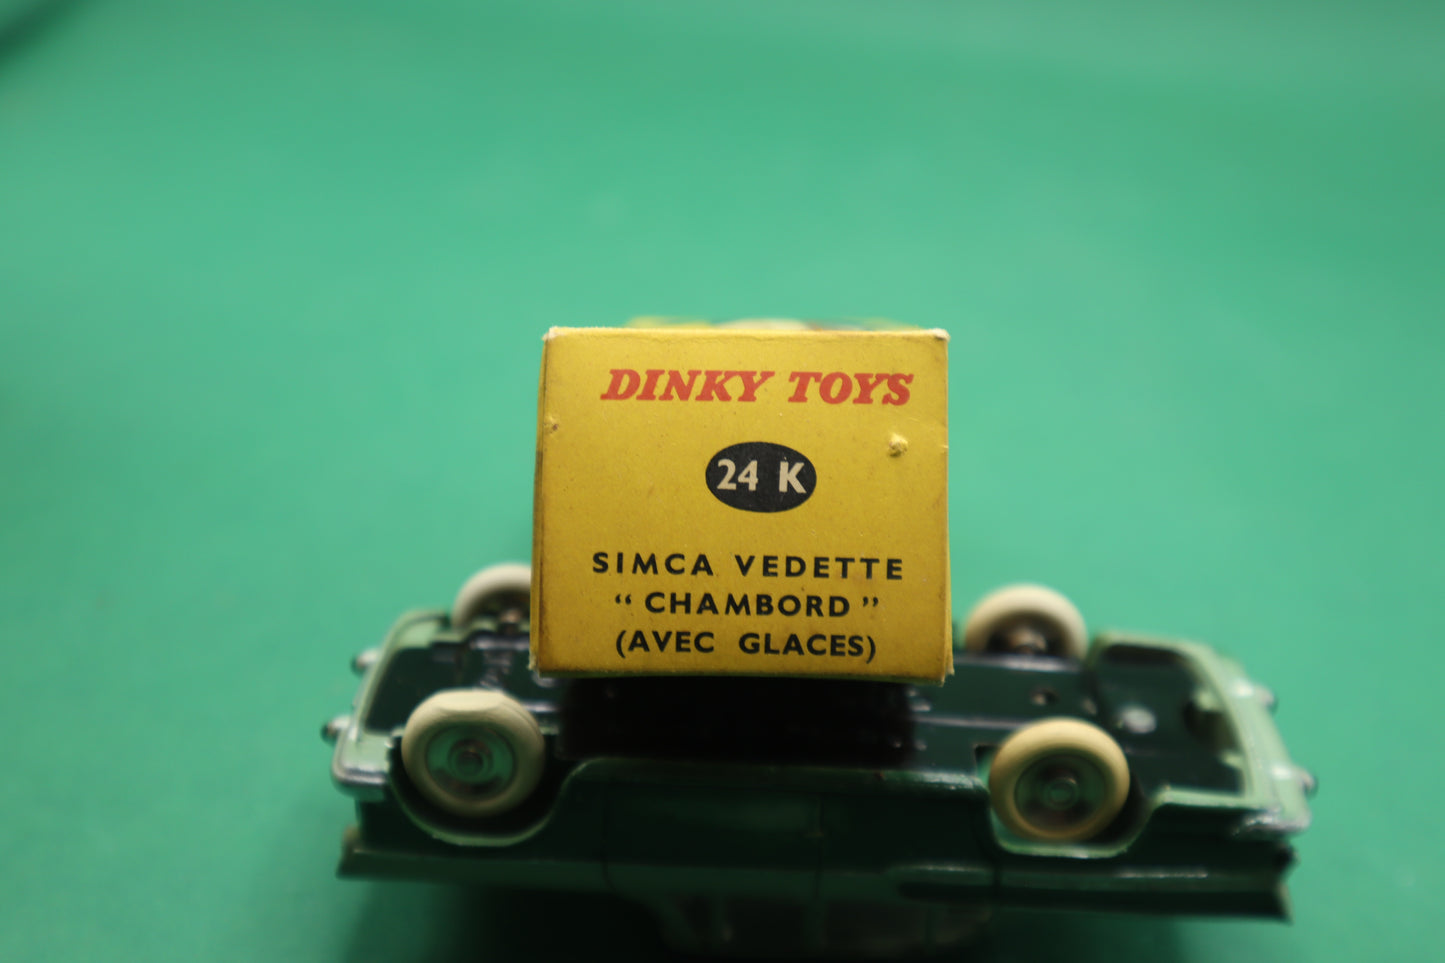 DINKY TOYS
24 K
SIMCA VEDETTE
“ CHAMBORD ”
(AVEC GLACES)